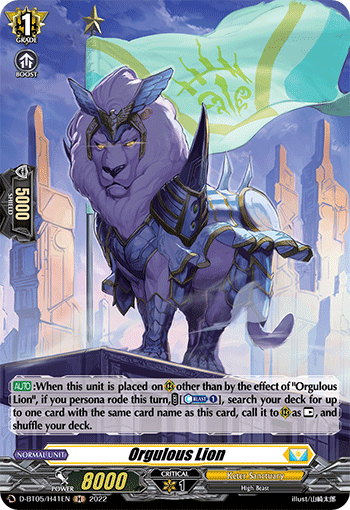 1
GRADE
BOOST
5000
SHIELD
AUTO:When this unit is placed on R other than by the effect of "Orgulous
Lion", if you persona rode this turn, COST[COUNTER BLAST 1], search your deck for up
to one card with the same card name as this card, call it to R as, and
shuffle your deck.
NORMAL UNIT
Orgulous Lion
POWER 8000
CRITICAL
1
Keter Sanctuary
High Beast
D-BT05/H41EN H 2022
illust/山崎太郎